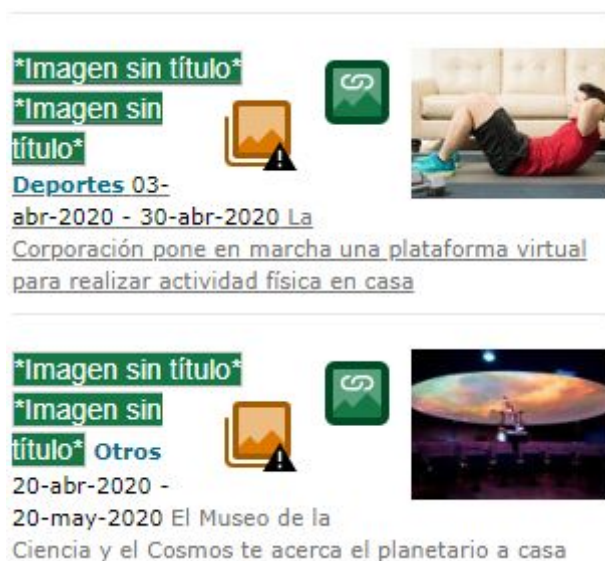 *Imagen sin título*
*Imagen sin
título*
Deportes 03-
abr-2020 - 30-abr-2020 La
Corporación pone en marcha una plataforma virtual
para realizar actividad física en casa
*Imagen sin título*
*Imagen sin
título* Otros
20-abr-2020 -
20-may-2020 El Museo de la
Ciencia y el Cosmos te acerca el planetario a casa